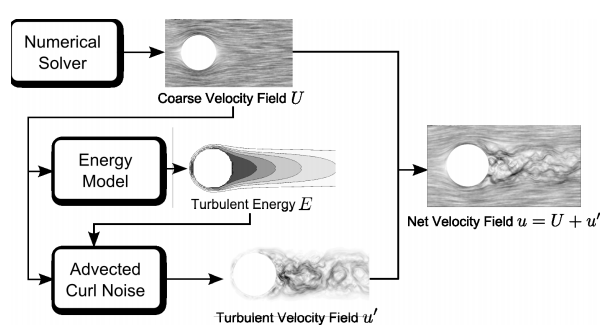 Numerical
Solver
Coarse Velocity Field U
Energy
Model
Turbulent Energy E
Net Velocity Field u = U + u′
Advected
Curl Noise
Turbulent Velocity Field u′